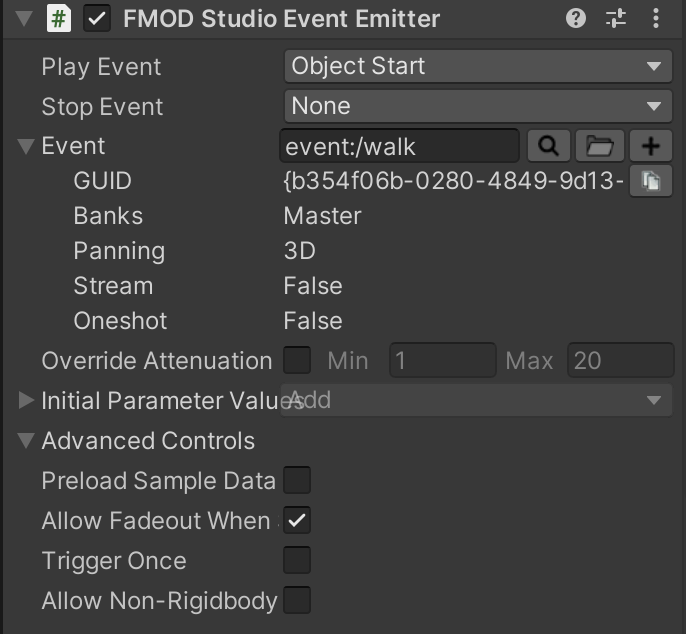 FMOD Studio Event Emitter
Play Event Object Start
Stop Event None
Event event:/walk
GUID {b354f06b-0280-4849-9d13-
Banks Master
Panning 3D
Stream False
Oneshot False
Override Attenuation Min 1 Max 20
Initial Parameter Values Add
Advanced Controls
Preload Sample Data
Allow Fadeout When
Trigger Once
Allow Non-Rigidbody